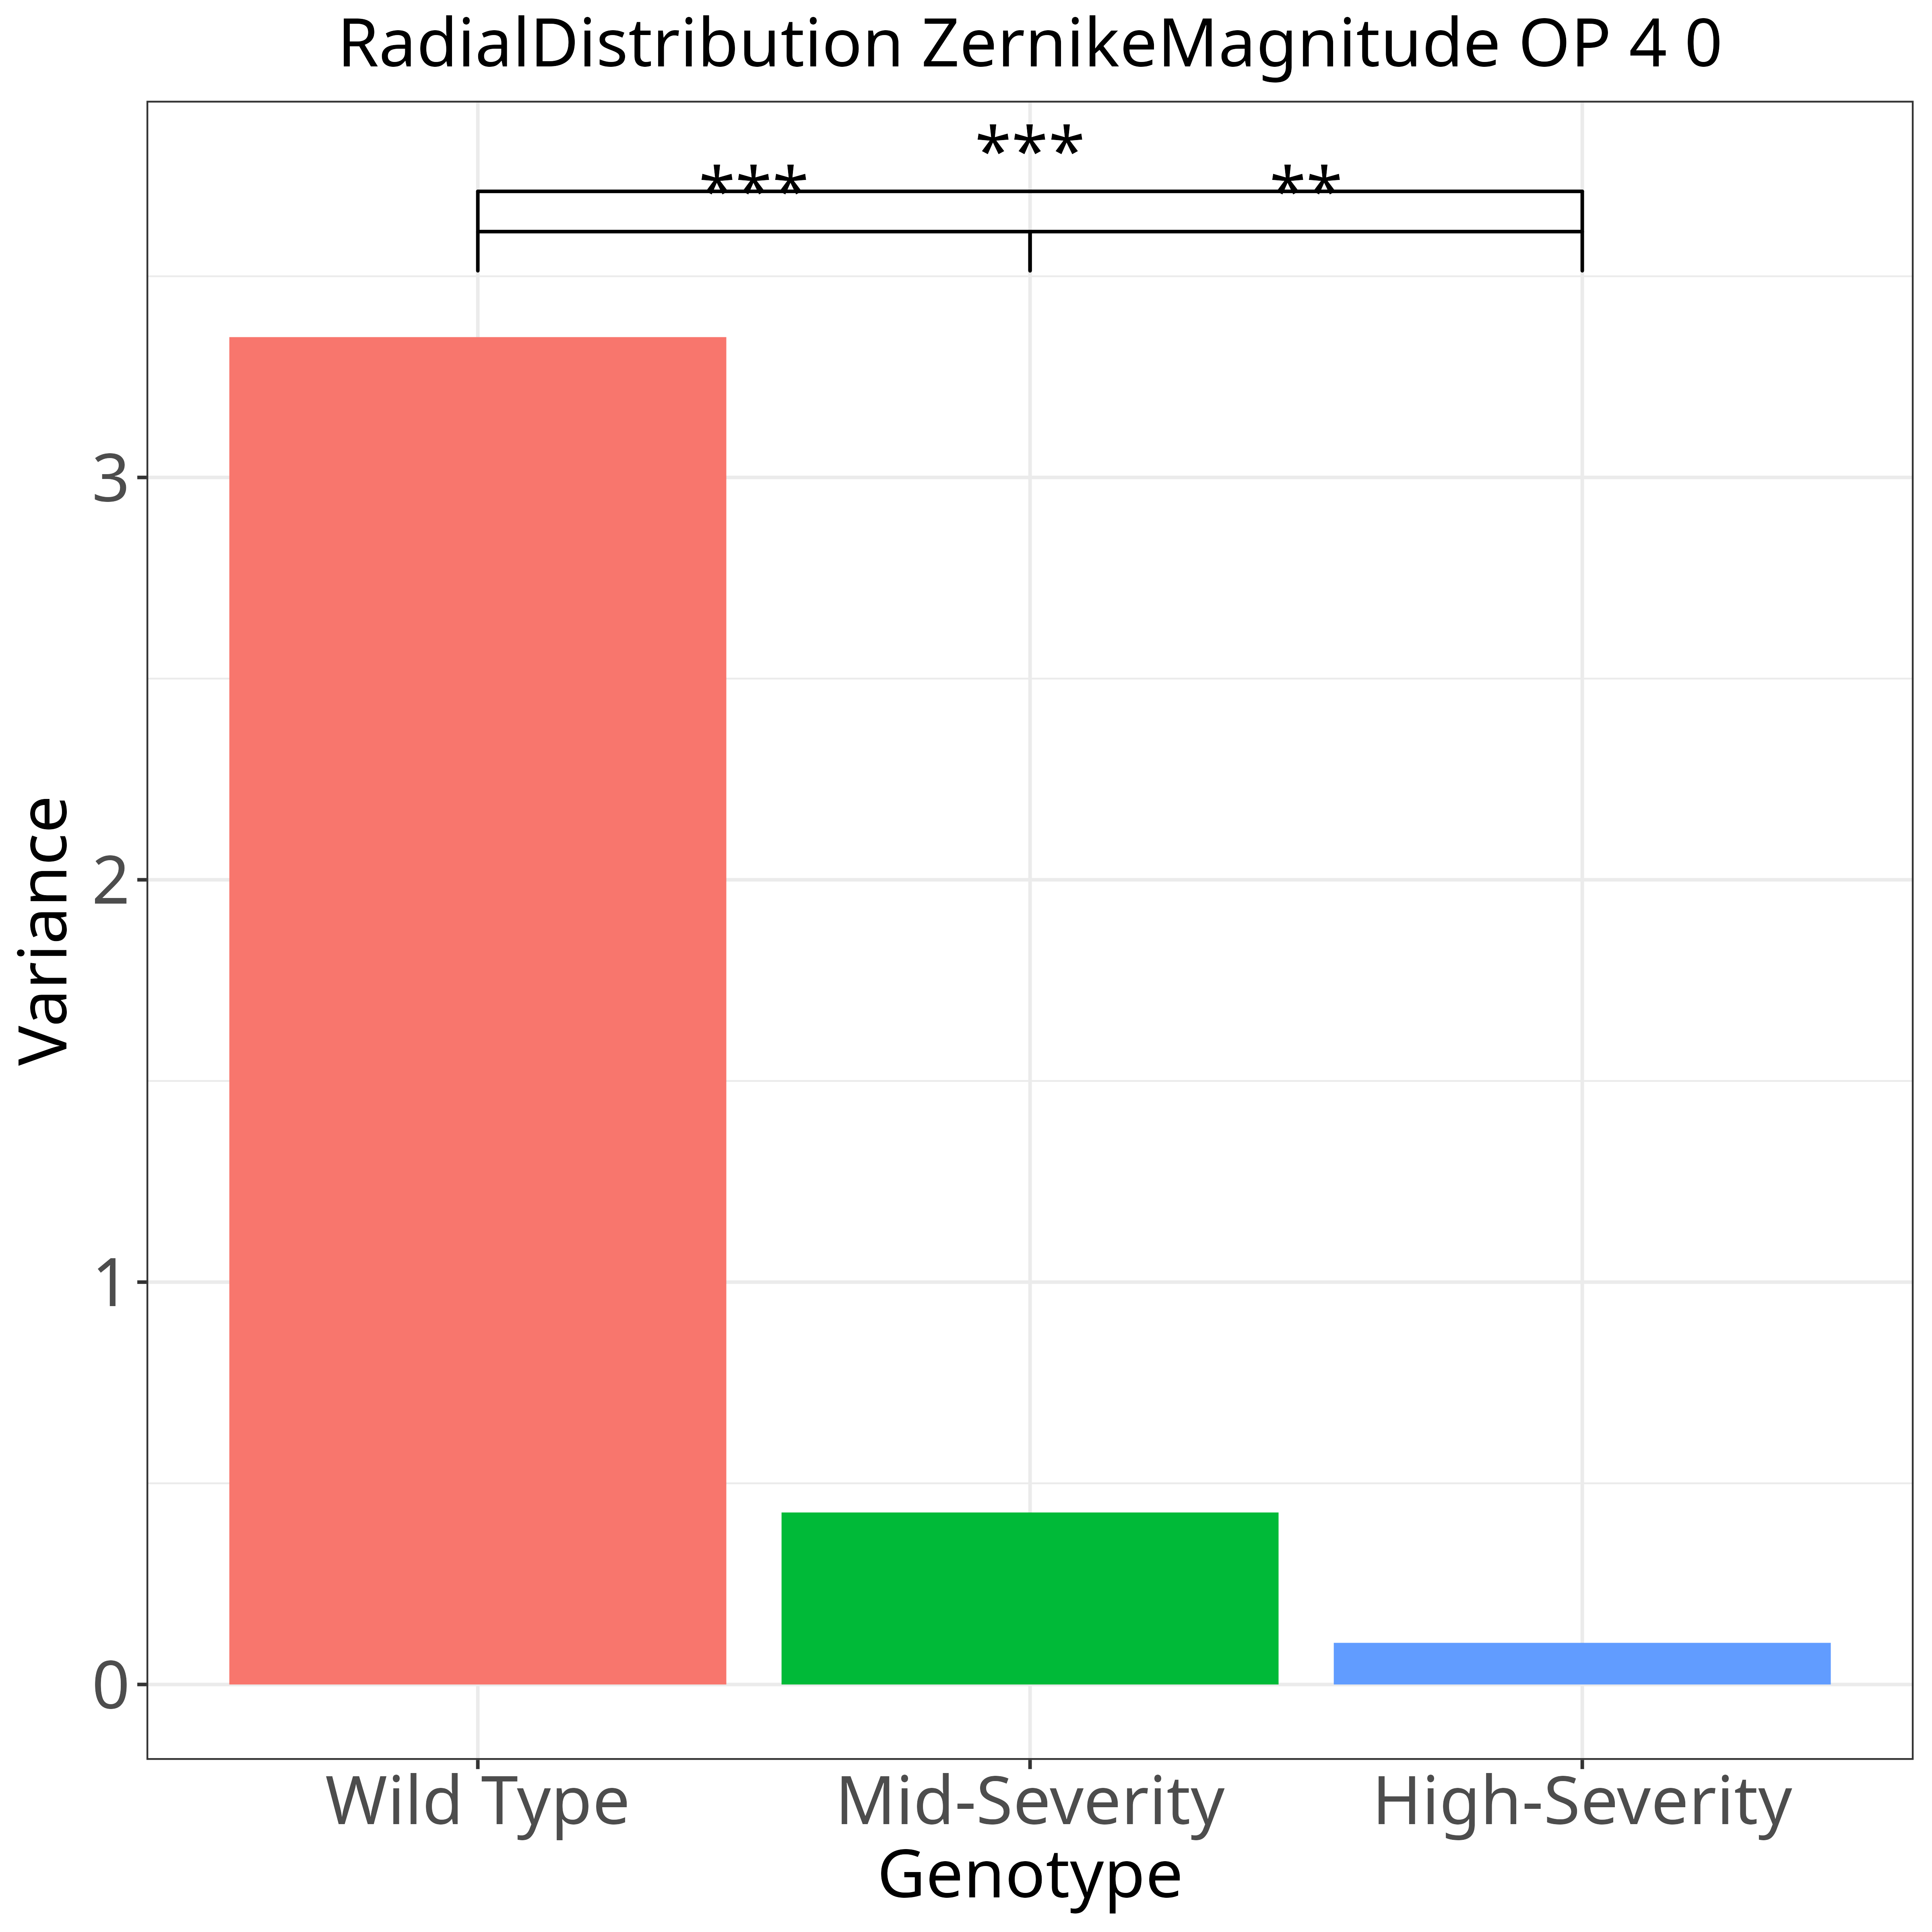 RadialDistribution ZernikeMagnitude OP 4 0
***
*** **
3
2
1
0
Variance
Wild Type Mid-Severity High-Severity
Genotype